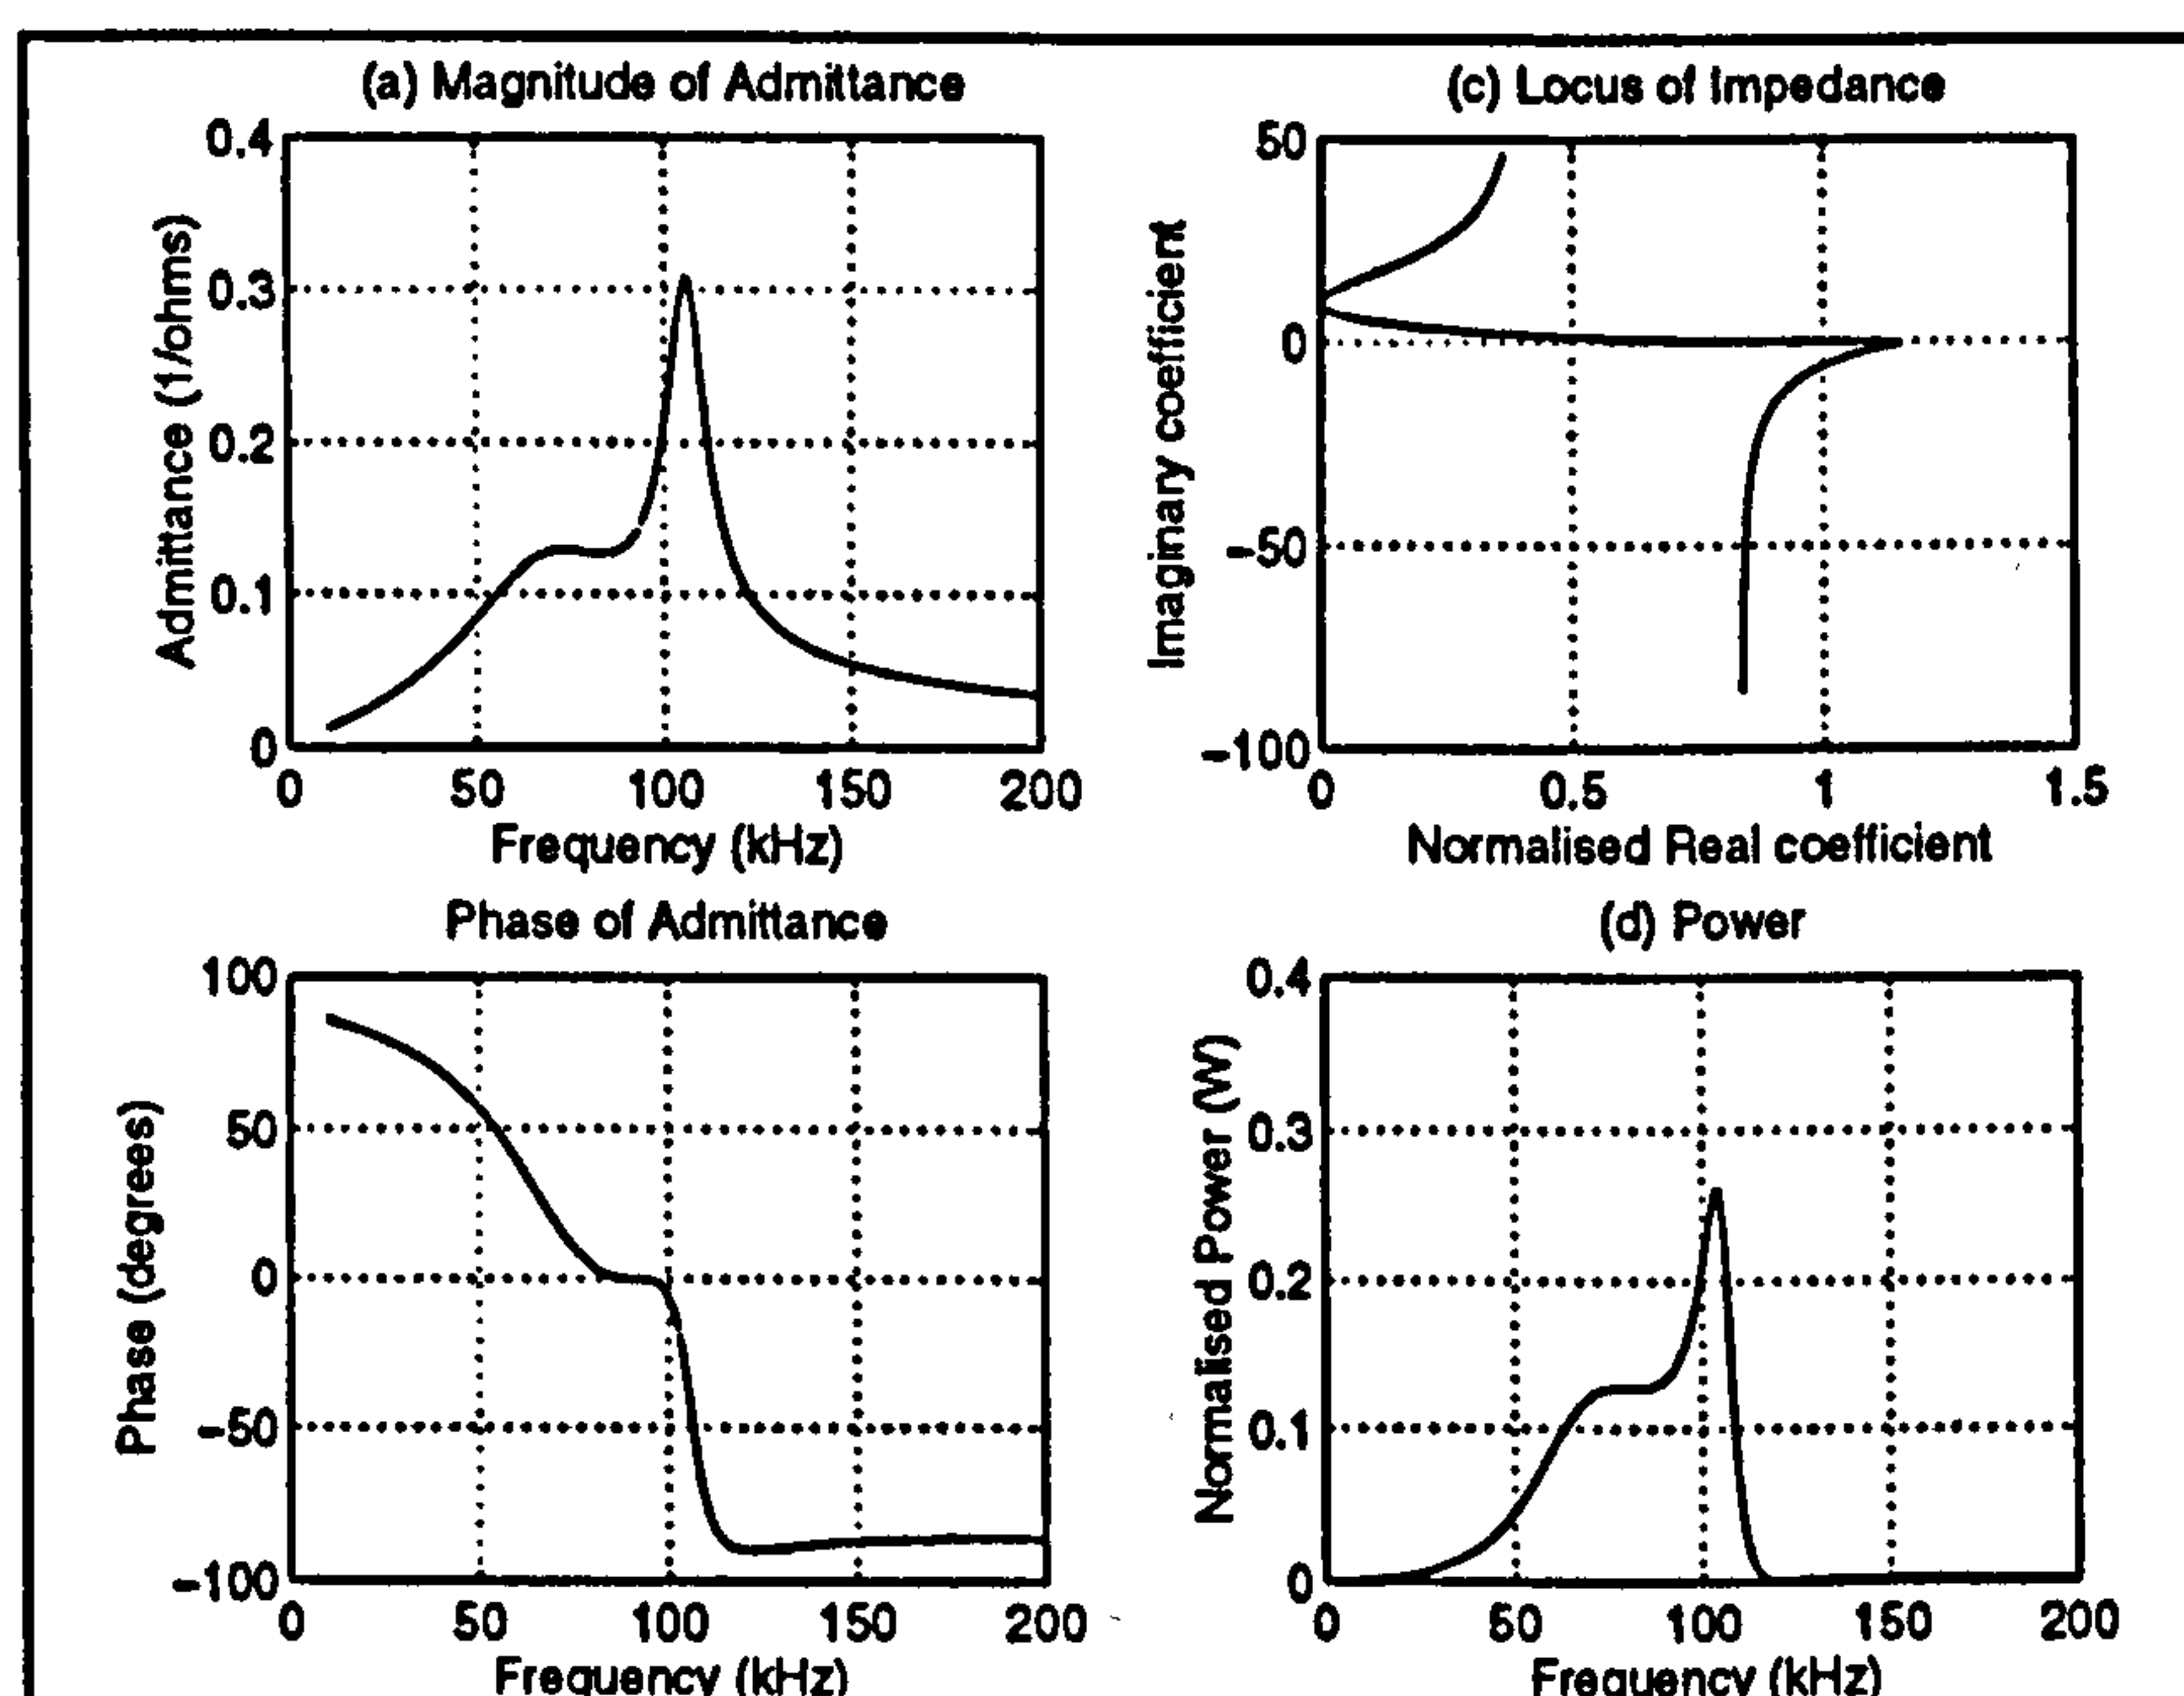 (a) Magnitude of Admittance
0.4
0.3
0.2
0.1
0
Admittance (1/ohms)
0 50 100 150 200
Frequency (kHz)
(c) Locus of Impedance
50
0
-50
-100
Imaginary coefficient
0 0.5 1 1.5
Normalised Real coefficient
Phase of Admittance
100
50
0
-50
-100
Phase (degrees)
0 50 100 150 200
Frequency (kHz)
(d) Power
0.4
0.3
0.2
0.1
0
Normalised Power (W)
0 50 100 150 200
Frequency (kHz)